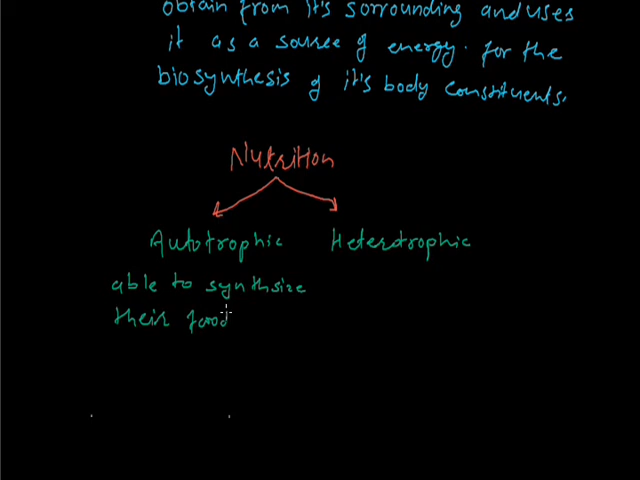 obtain from it's sorrounding and uses
it as a source of energy. for the
biosynthesis of it's body constituents.
Nutrition
Autotrophic Heterotrophic
able to synthsize
their food